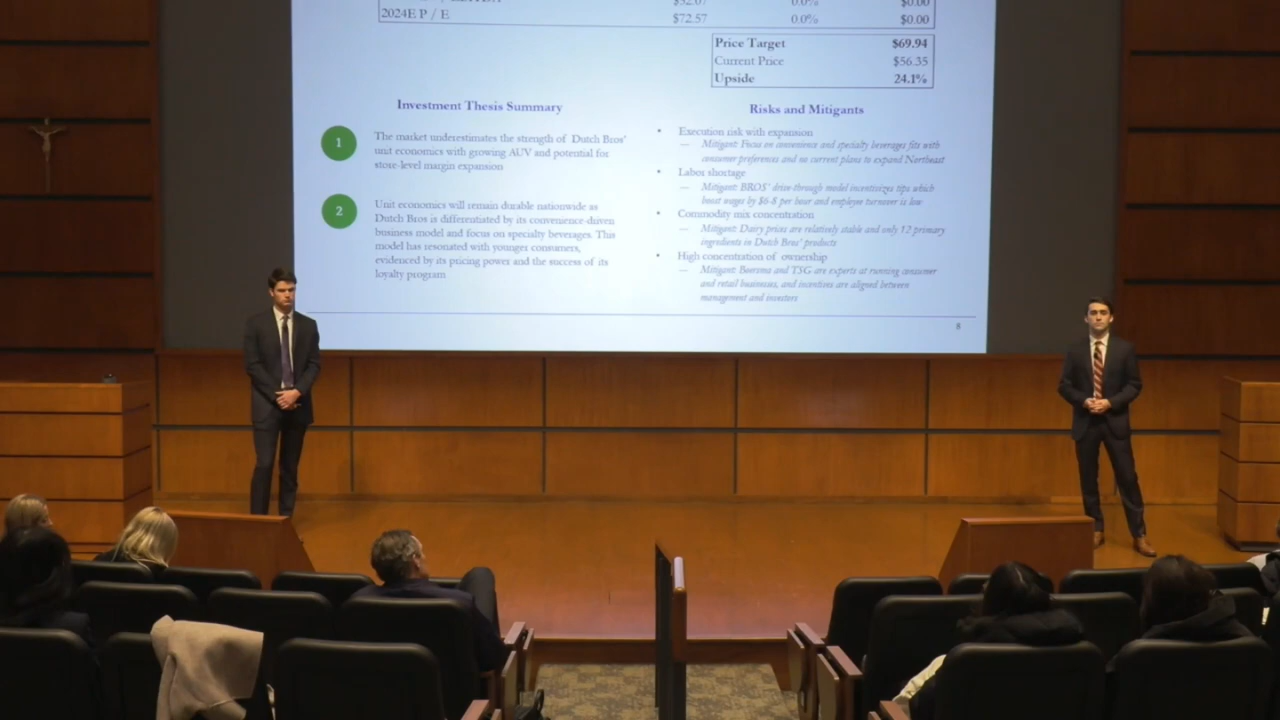 $52.07 0.0% $0.00
2024E P / E $72.57 0.0% $0.00
Price Target $69.94
Current Price $56.35
Upside 24.1%
Investment Thesis Summary
1
The market underestimates the strength of Dutch Bros'
unit economics with growing AUV and potential for
store-level margin expansion
2
Unit economics will remain durable nationwide as
Dutch Bros is differentiated by its convenience-driven
business model and focus on specialty beverages. This
model has resonated with younger consumers,
evidenced by its pricing power and the success of its
loyalty program
Risks and Mitigants
• Execution risk with expansion
— Mitigant: Focus on convenience and specialty beverages fits with
consumer preferences and no current plans to expand Northeast
• Labor shortage
— Mitigant: BROS' drive-through model incentivizes tips which
boost wages by $6-8 per hour and employee turnover is low
• Commodity mix concentration
— Mitigant: Dairy prices are relatively stable and only 12 primary
ingredients in Dutch Bros' products
• High concentration of ownership
— Mitigant: Boersma and TSG are experts at running consumer
and retail businesses, and incentives are aligned between
management and investors
8